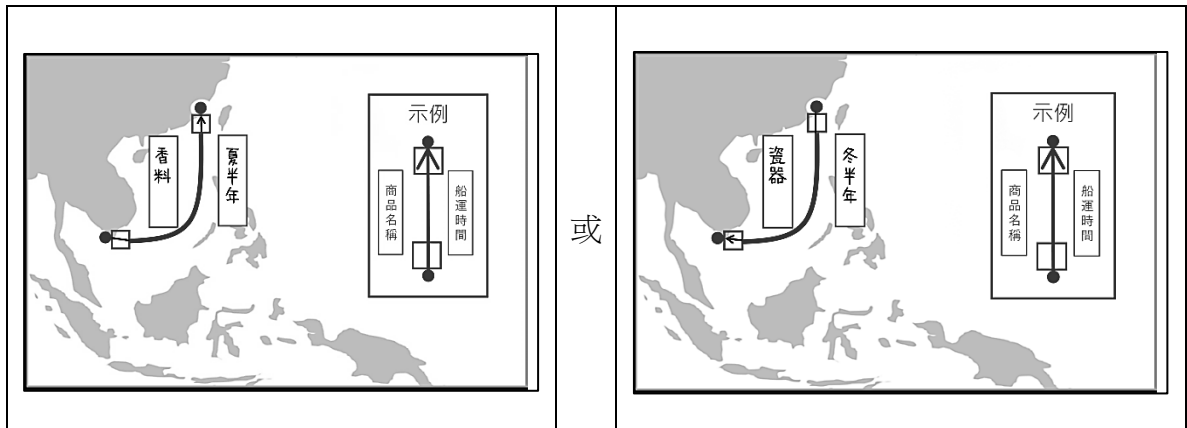 香料
夏半年
示例
商品名稱
船運時間
或
瓷器
冬半年
示例
商品名稱
船運時間